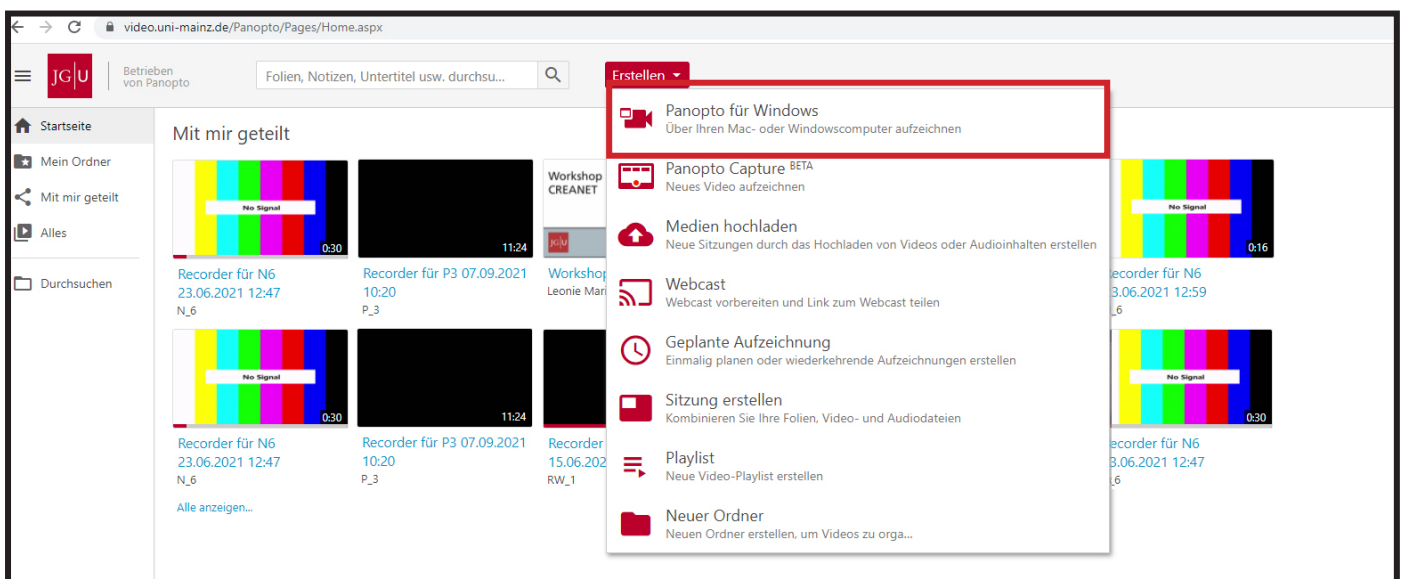 video.uni-mainz.de/Panopto/Pages/Home.aspx
JG|U
Betrieben
von Panopto
Folien, Notizen, Untertitel usw. durchsu...
Erstellen
Startseite
Mein Ordner
Mit mir geteilt
Alles
Durchsuchen
Mit mir geteilt
No Signal
0:30
Recorder für N6
23.06.2021 12:47
N_6
11:24
Recorder für P3 07.09.2021
10:20
P_3
Workshop
CREANET
JG|U
Workshop
Leonie Mari
No Signal
0:16
ecorder für N6
3.06.2021 12:59
_6
No Signal
0:30
Recorder für N6
23.06.2021 12:47
N_6
11:24
Recorder für P3 07.09.2021
10:20
P_3
Recorder
15.06.202
RW_1
No Signal
0:30
ecorder für N6
3.06.2021 12:47
_6
Alle anzeigen...
Panopto für Windows
Über Ihren Mac- oder Windowscomputer aufzeichnen
Panopto Capture BETA
Neues Video aufzeichnen
Medien hochladen
Neue Sitzungen durch das Hochladen von Videos oder Audioinhalten erstellen
Webcast
Webcast vorbereiten und Link zum Webcast teilen
Geplante Aufzeichnung
Einmalig planen oder wiederkehrende Aufzeichnungen erstellen
Sitzung erstellen
Kombinieren Sie Ihre Folien, Video- und Audiodateien
Playlist
Neue Video-Playlist erstellen
Neuer Ordner
Neuen Ordner erstellen, um Videos zu orga...